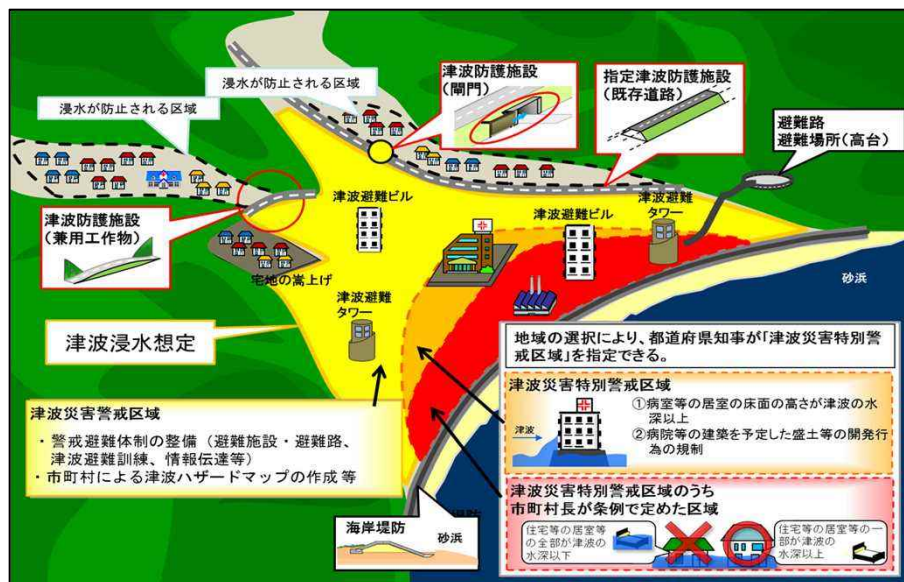 浸水が防止される区域
浸水が防止される区域
津波防護施設
(閘門)
指定津波防護施設
(既存道路)
避難路
避難場所(高台)
津波防護施設
(兼用工作物)
津波避難ビル
津波避難ビル
津波避難
タワー
宅地の嵩上げ
津波避難
タワー
砂浜
津波浸水想定
地域の選択により、都道府県知事が「津波災害特別警
戒区域」を指定できる。
津波災害特別警戒区域
津波
①病室等の居室の床面の高さが津波の水
深以上
②病院等の建築を予定した盛土等の開発行
為の規制
津波災害警戒区域
・警戒避難体制の整備(避難施設・避難路、
津波避難訓練、情報伝達等)
・市町村による津波ハザードマップの作成 等
津波災害特別警戒区域のうち
市町村長が条例で定めた区域
住宅等の居室等
の全部が津波の
水深以下
住宅等の居室等の一
部が津波の
水深以上
海岸堤防
砂浜